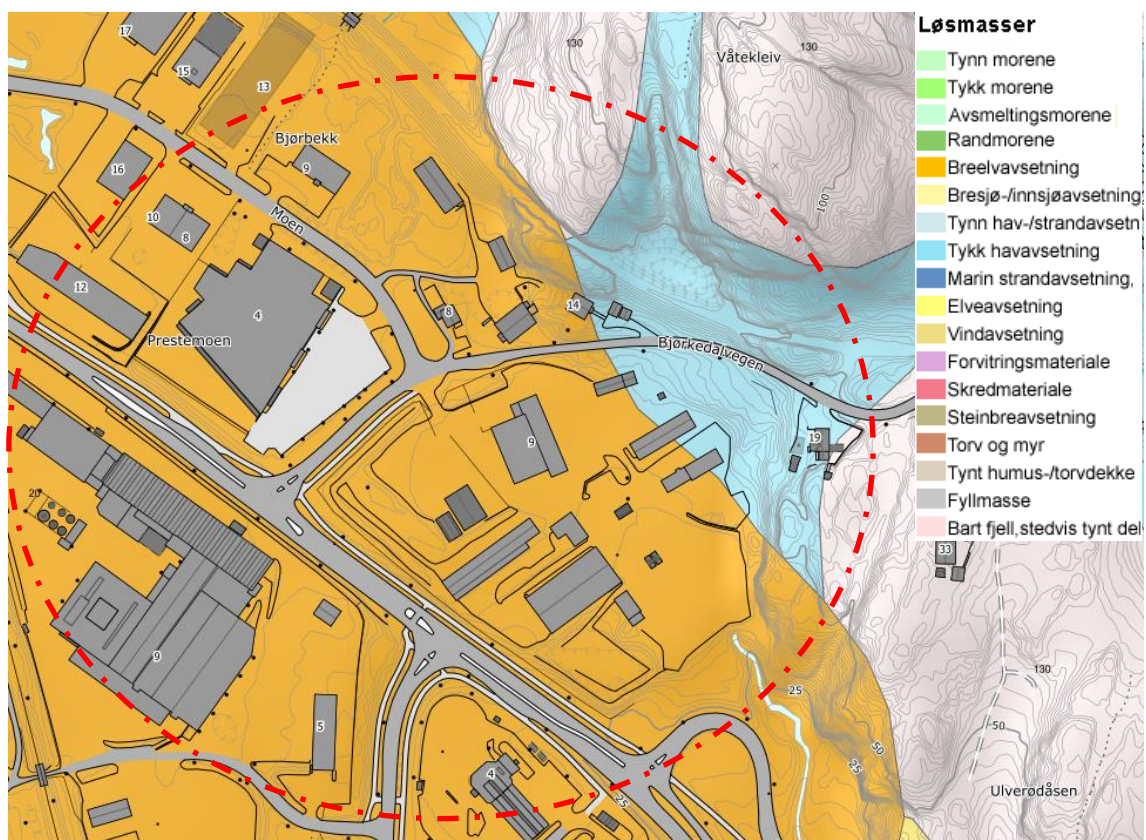 Løsmasser
Tynn morene
Tykk morene
Avsmeltingsmorene
Randmorene
Breelvavsetning
Bresjø-/innsjøavsetning
Tynn hav-/strandavsetn
Tykk havavsetning
Marin strandavsetning,
Elveavsetning
Vindavsetning
Forvitringsmateriale
Skredmateriale
Steinbreavsetning
Torv og myr
Tynt humus-/torvdekke
Fyllmasse
Bart fjell,stedvis tynt del
17
15
13
130
Våtekleiv
130
Bjørbekk
16
9
10
8
Moen
100
12
4
8
14
Prestemoen
Bjørkedalvegen
9
19
20
33
9
25
130
5
50
50
4
25
25
Ulverødåsen